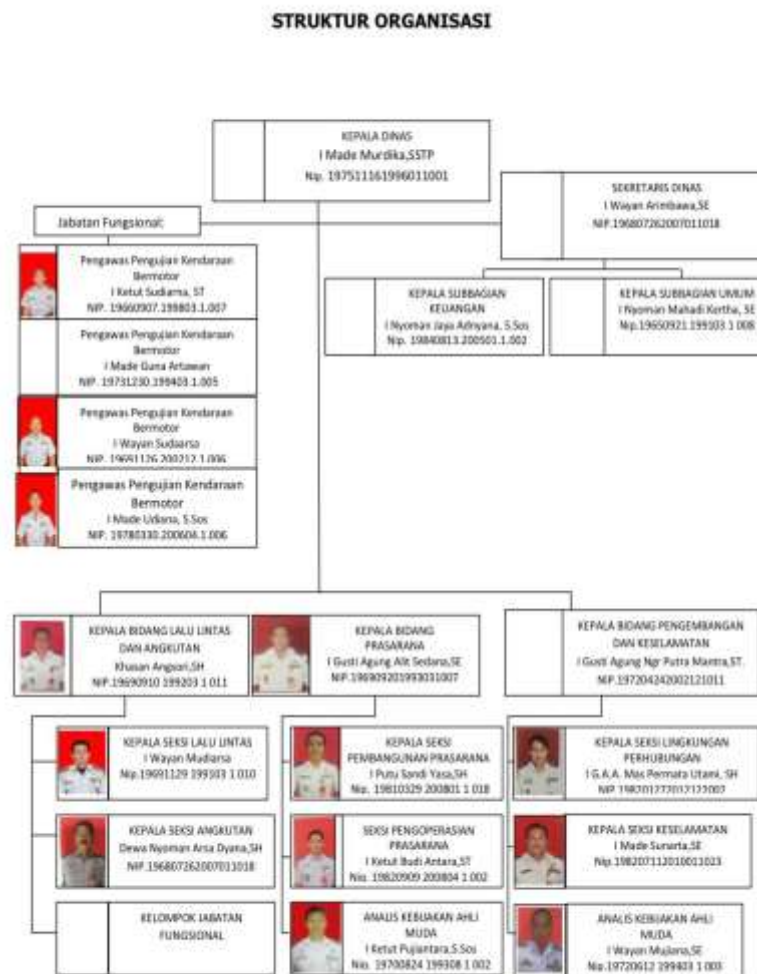 STRUKTUR ORGANISASI
KEPALA DINAS
I Made Murdika,SSTP
Nip. 197511161996011001
SEKRETARIS DINAS
I Wayan Arimbawa,SE
NIP.196807262007011018
Jabatan Fungsional:
Pengawas Pengujian Kendaraan
Bermotor
I Ketut Sudiarna, ST
NIP. 19660907.199803.1.007
Pengawas Pengujian Kendaraan
Bermotor
I Made Guna Artawan
NIP. 19731230.199403.1.005
Pengawas Pengujian Kendaraan
Bermotor
I Wayan Sudaarsa
NIP. 19691126.200212.1.006
Pengawas Pengujian Kendaraan
Bermotor
I Made Udiana, S.Sos
NIP. 19780330.200604.1.006
KEPALA SUBBAGIAN
KEUANGAN
I Nyoman Jaya Adnyana, S.Sos
Nip. 19840813.200501.1.002
KEPALA SUBBAGIAN UMUM
I Nyoman Mahadi Kertha, SE
Nip.19650921.199103.1 008
KEPALA BIDANG LALU LINTAS
DAN ANGKUTAN
Khasan Angsori,SH
NIP.19690910 199203 1 011
KEPALA BIDANG
PRASARANA
I Gusti Agung Alit Sedana,SE
NIP.196909201993031007
KEPALA BIDANG PENGEMBANGAN
DAN KESELAMATAN
I Gusti Agung Ngr Putra Mantra,ST.
NIP.197204242002121011
KEPALA SEKSI LALU LINTAS
I Wayan Mudiarsa
Nip.19691129 199103 1.010
KEPALA SEKSI
PEMBANGUNAN PRASARANA
I Putu Sandi Yasa,SH
Nip. 19810329 200801 1 018
KEPALA SEKSI LINGKUNGAN
PERHUBUNGAN
I G.A.A. Mas Permata Utami, SH
NIP 198201272012122002
KEPALA SEKSI ANGKUTAN
Dewa Nyoman Arsa Dyana,SH
NIP.196807262007011018
SEKSI PENGOPERASIAN
PRASARANA
I Ketut Budi Antara,ST
Nip. 19820909 200804 1.002
KEPALA SEKSI KESELAMATAN
I Made Sunarta,SE
Nip.198207112010011023
KELOMPOK JABATAN
FUNGSIONAL
ANALIS KEBIJAKAN AHLI
MUDA
I Ketut Pujiantara,S.Sos
Nip. 19700824 199308 1 002
ANALIS KEBIJAKAN AHLI
MUDA
I Wayan Mujiana,SE
Nip.19720612 199403 1 003